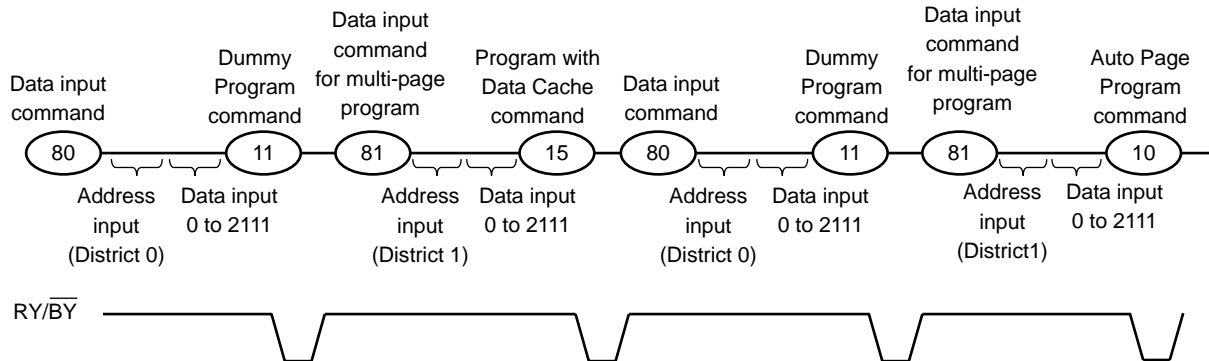 Data input
command
Dummy
Program
command
Data input
command
for multi-page
program
Program with
Data Cache
command
Data input
command
Dummy
Program
command
Data input
command
for multi-page
program
Auto Page
Program
command
80
11
81
15
80
11
81
10
Address
input
(District 0)
Data input
0 to 2111
Address
input
(District 1)
Data input
0 to 2111
Address
input
(District 0)
Data input
0 to 2111
Address
input
(District1)
Data input
0 to 2111
RY/BY